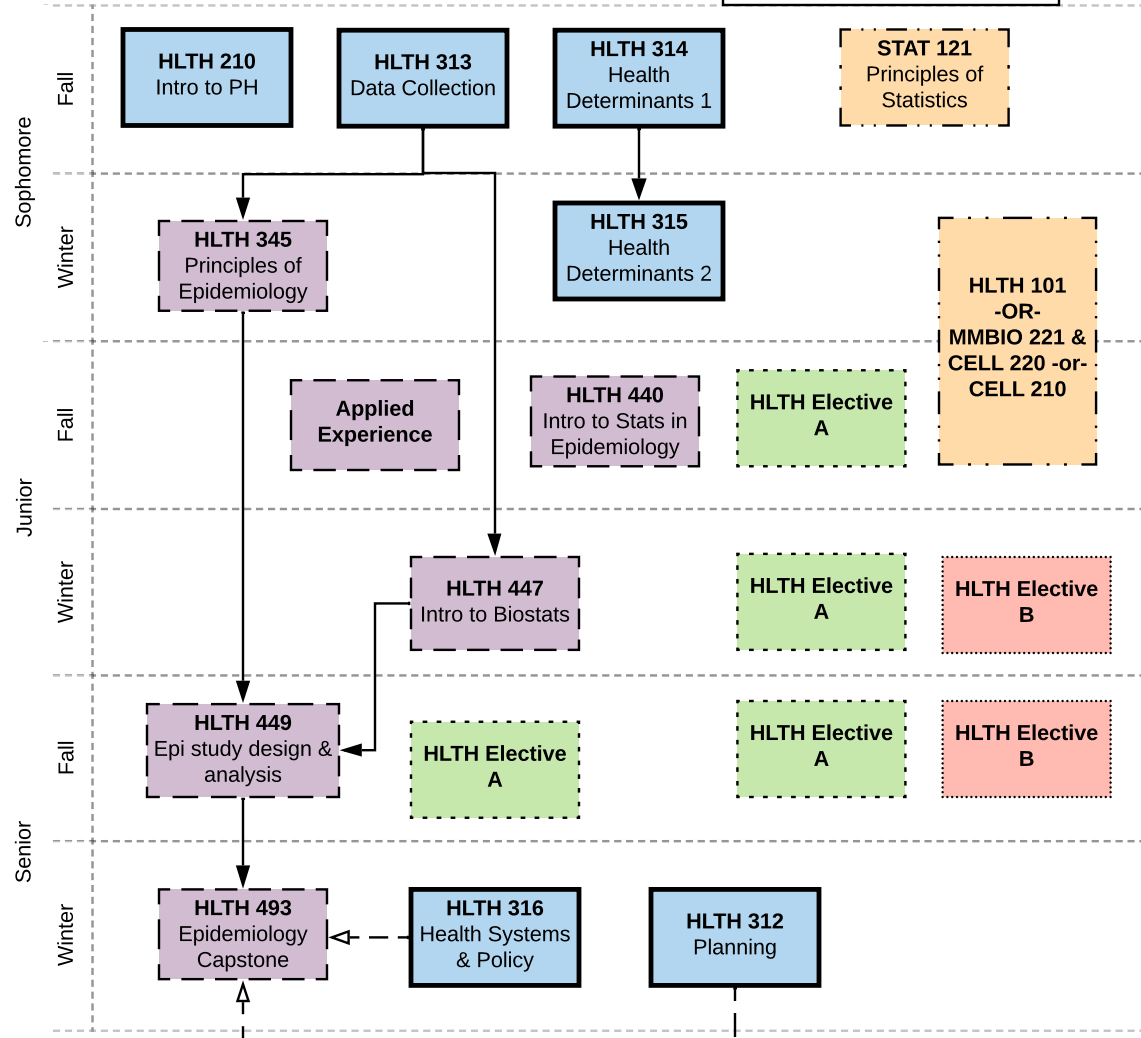 Sophomore
Fall
HLTH 210
Intro to PH
HLTH 313
Data Collection
HLTH 314
Health
Determinants 1
STAT 121
Principles of
Statistics
Winter
HLTH 345
Principles of
Epidemiology
HLTH 315
Health
Determinants 2
HLTH 101
-OR-
MMBIO 221 &
CELL 220 -or-
CELL 210
Junior
Fall
Applied
Experience
HLTH 440
Intro to Stats in
Epidemiology
HLTH Elective
A
Winter
HLTH 447
Intro to Biostats
HLTH Elective
A
HLTH Elective
B
Senior
Fall
HLTH 449
Epi study design &
analysis
HLTH Elective
A
HLTH Elective
A
HLTH Elective
B
Winter
HLTH 493
Epidemiology
Capstone
HLTH 316
Health Systems
& Policy
HLTH 312
Planning